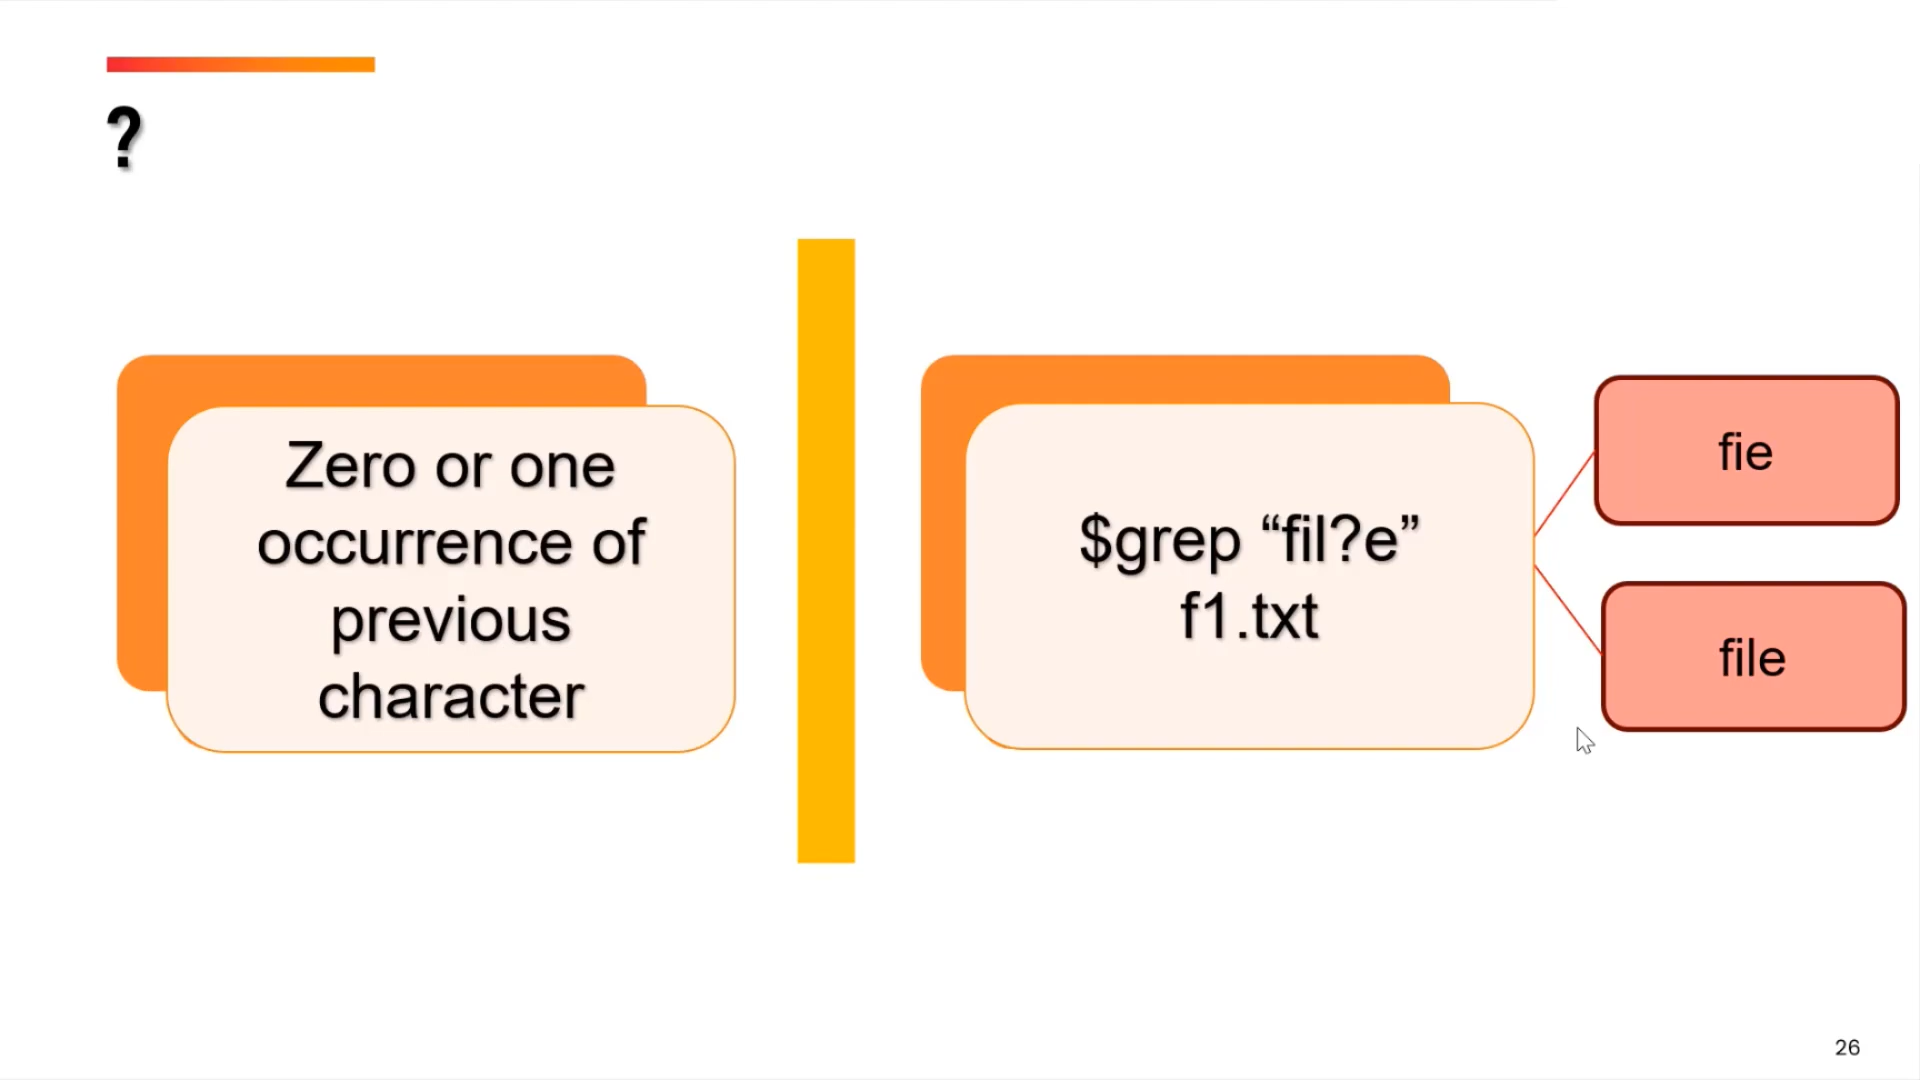 ?
Zero or one
occurrence of
previous
character
$grep “fil?e”
f1.txt
fie
file
26